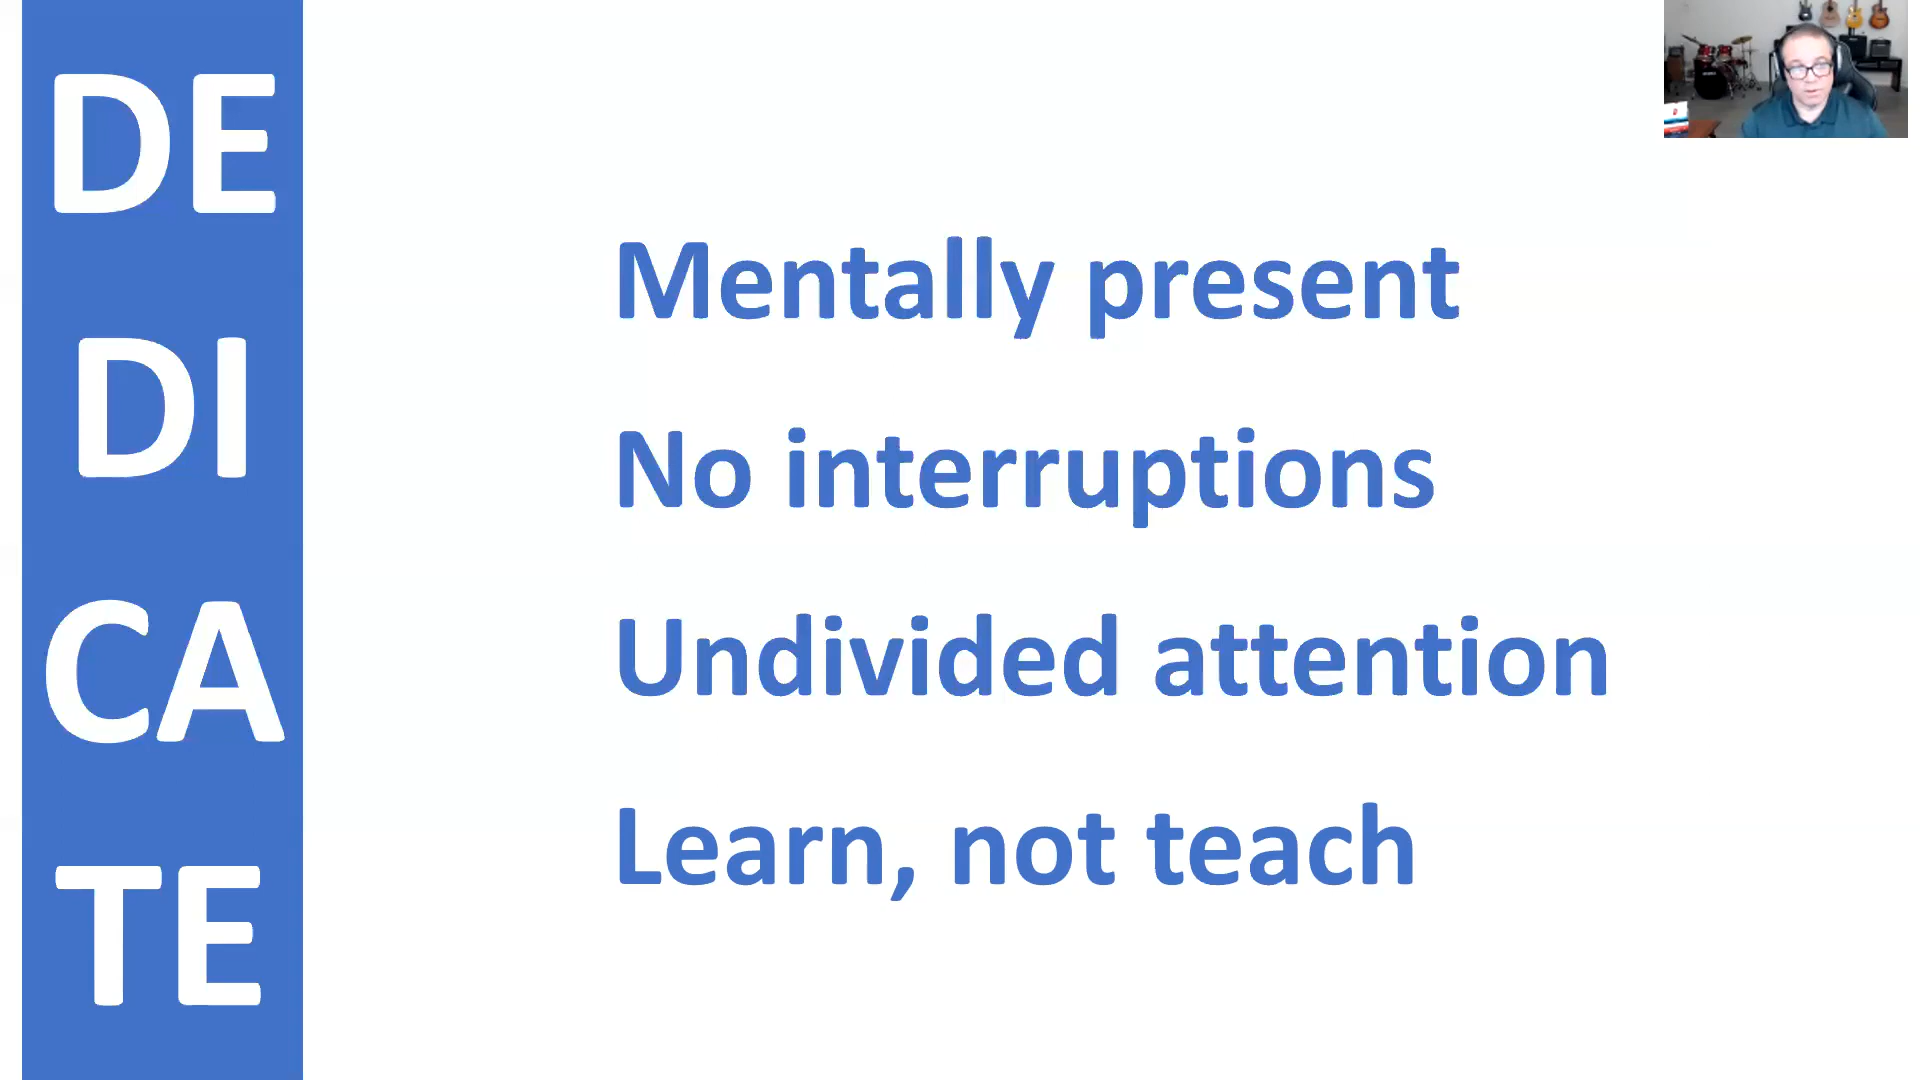 DE
DI
CA
TE
Mentally present
No interruptions
Undivided attention
Learn, not teach